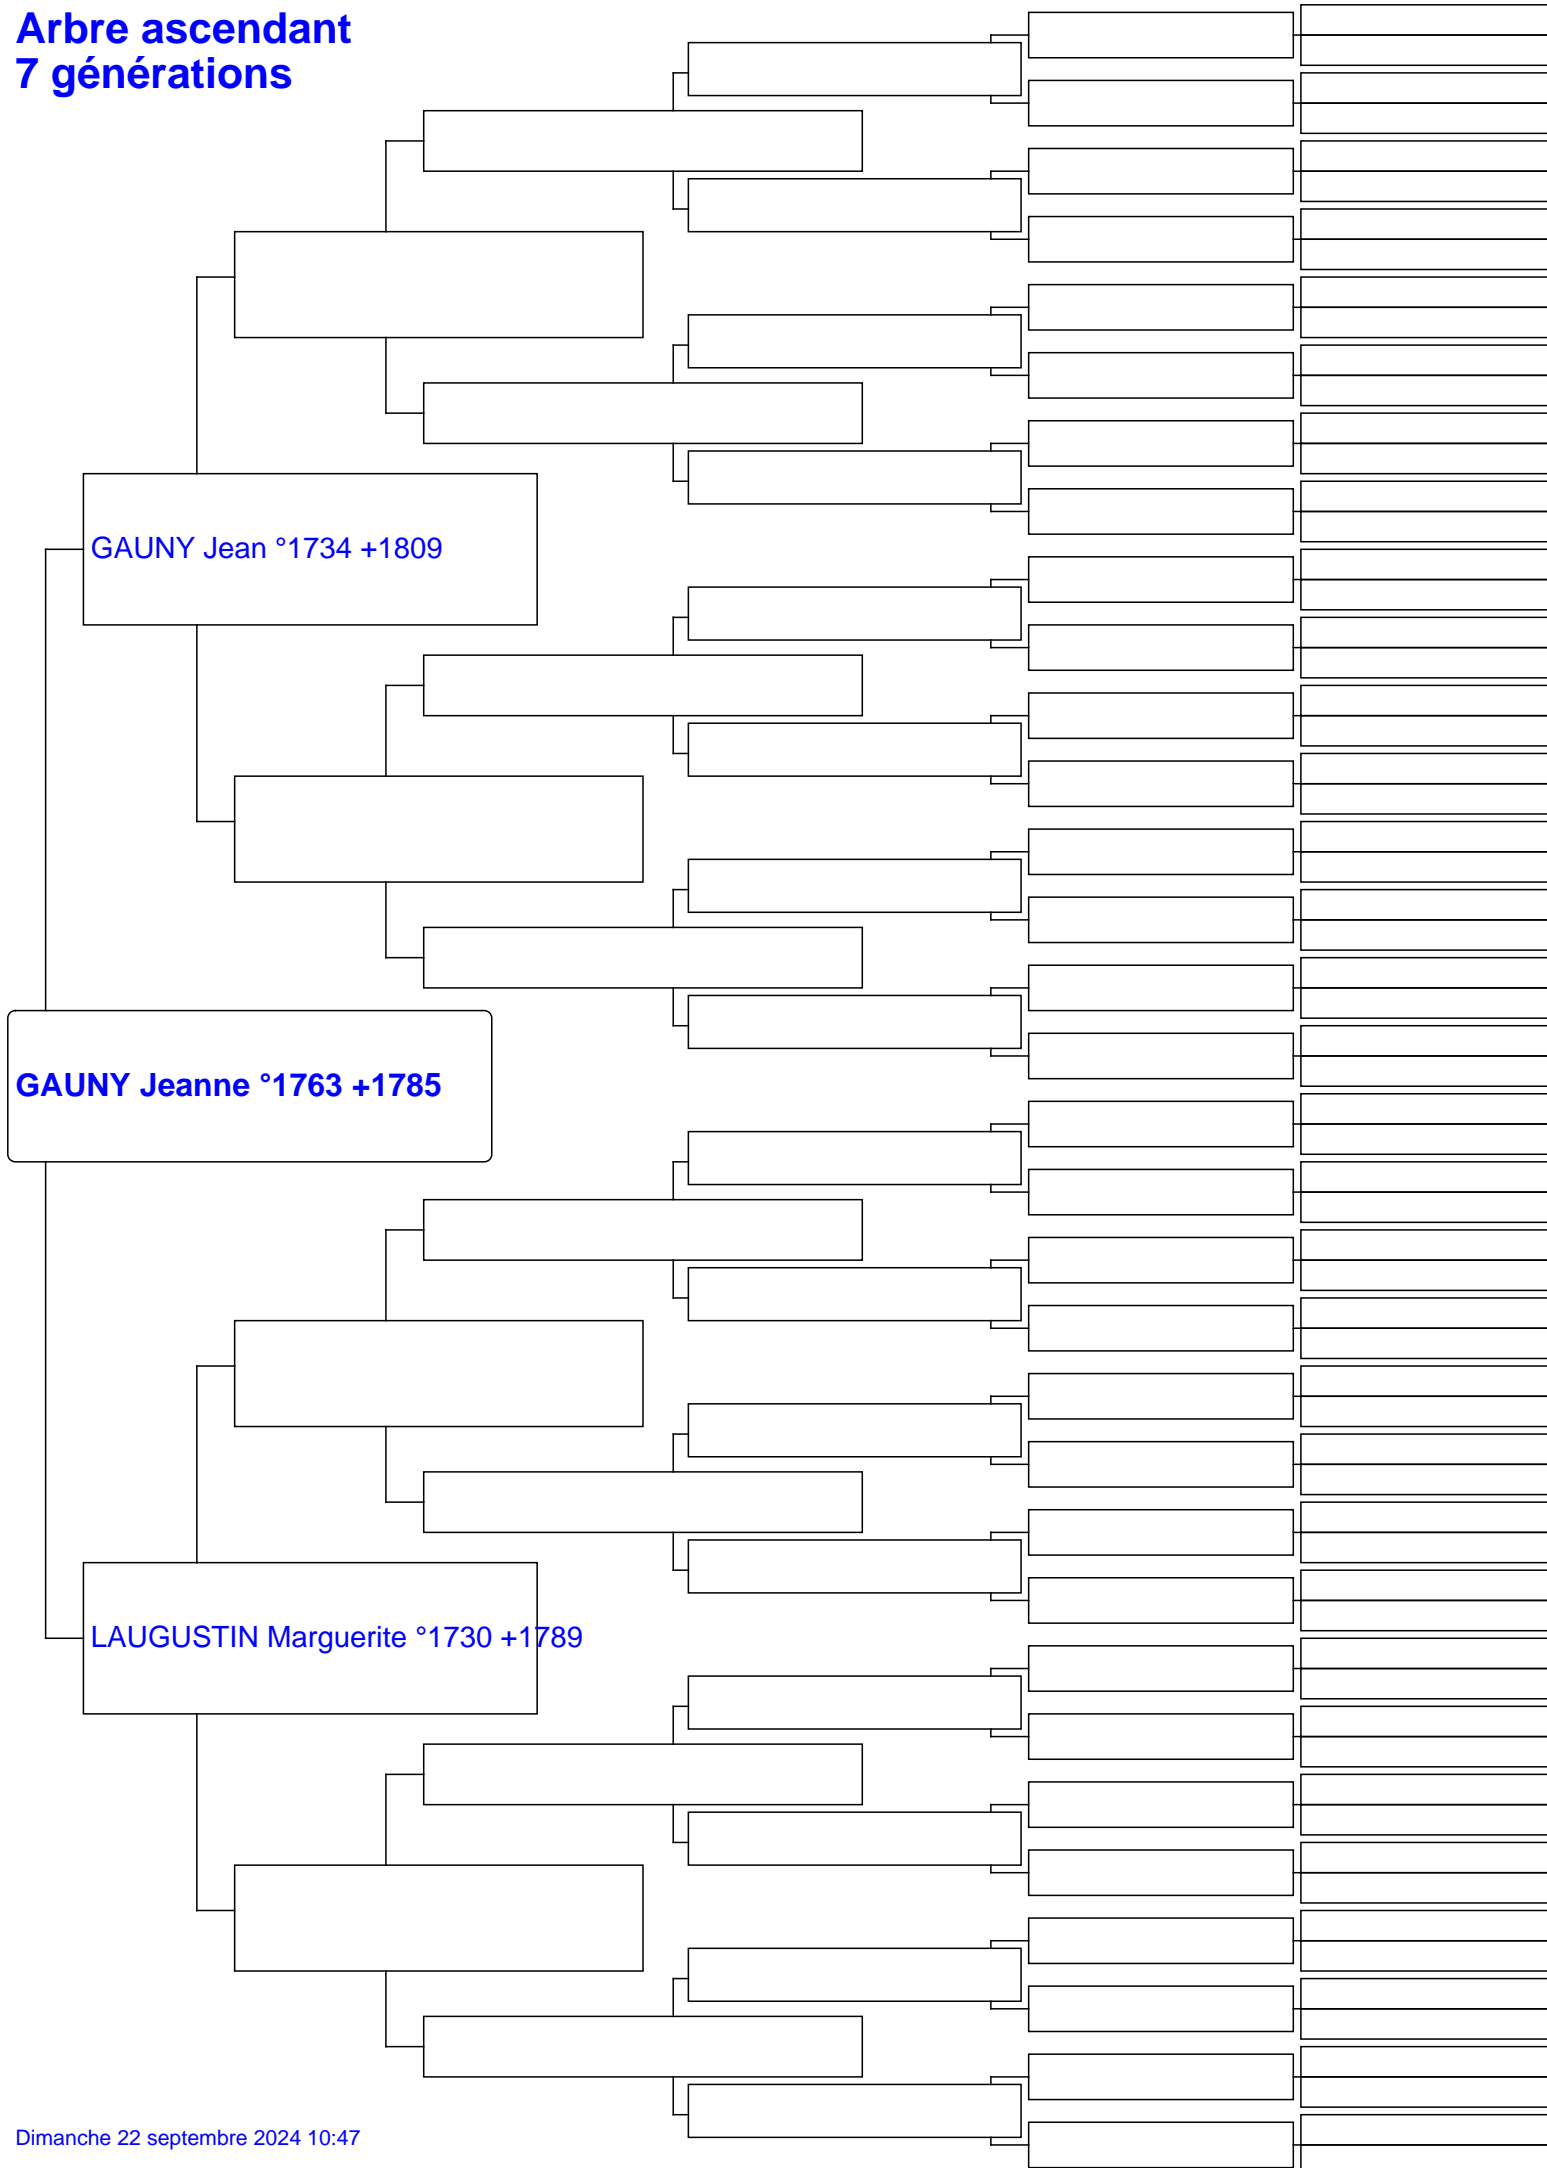 Arbre ascendant
7 générations
GAUNY Jean °1734 +1809
GAUNY Jeanne °1763 +1785
LAUGUSTIN Marguerite °1730 +1789
Dimanche 22 septembre 2024 10:47